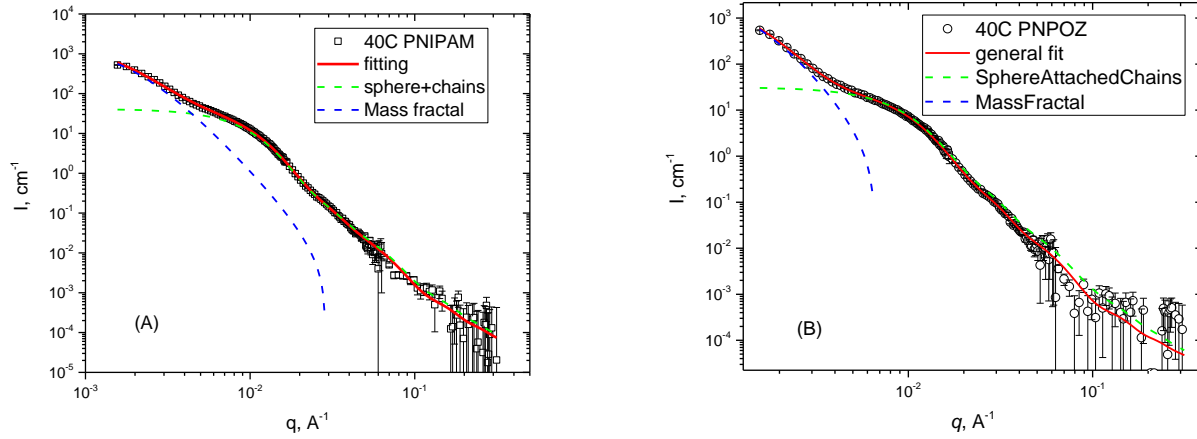 10⁴
10³
10²
10¹
10⁰
10⁻¹
10⁻²
10⁻³
10⁻⁴
10⁻⁵
I, cm⁻¹
40C PNIPAM
fitting
sphere+chains
Mass fractal
(A)
10⁻³
10⁻²
10⁻¹
q, A⁻¹
10³
10²
10¹
10⁰
10⁻¹
10⁻²
10⁻³
10⁻⁴
I, cm⁻¹
40C PNPOZ
general fit
SphereAttachedChains
MassFractal
(B)
10⁻²
10⁻¹
q, A⁻¹